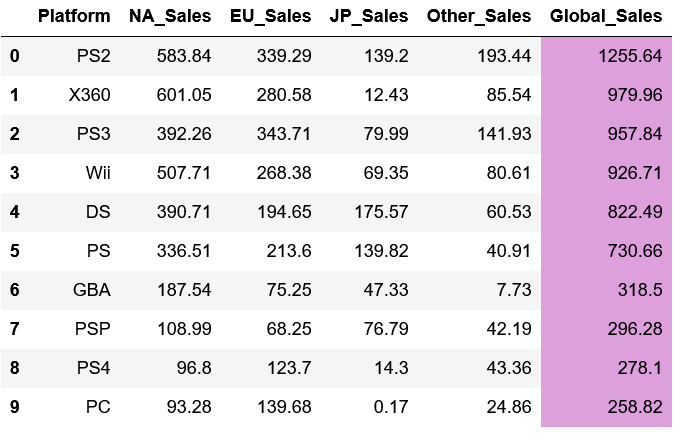 Platform NA_Sales EU_Sales JP_Sales Other_Sales Global_Sales
0 PS2 583.84 339.29 139.2 193.44 1255.64
1 X360 601.05 280.58 12.43 85.54 979.96
2 PS3 392.26 343.71 79.99 141.93 957.84
3 Wii 507.71 268.38 69.35 80.61 926.71
4 DS 390.71 194.65 175.57 60.53 822.49
5 PS 336.51 213.6 139.82 40.91 730.66
6 GBA 187.54 75.25 47.33 7.73 318.5
7 PSP 108.99 68.25 76.79 42.19 296.28
8 PS4 96.8 123.7 14.3 43.36 278.1
9 PC 93.28 139.68 0.17 24.86 258.82